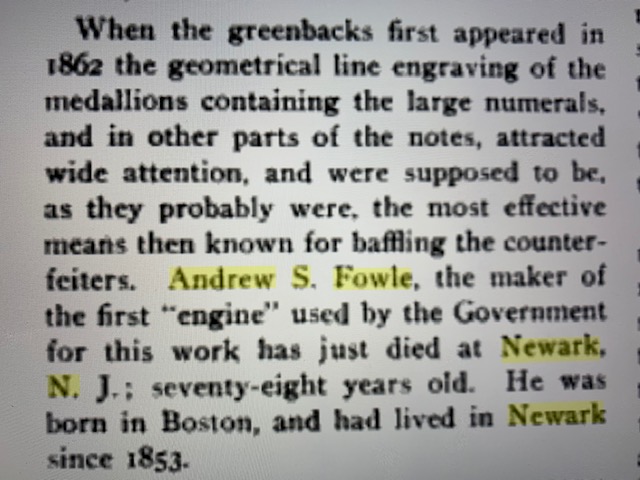 When the greenbacks first appeared in
1862 the geometrical line engraving of the
medallions containing the large numerals,
and in other parts of the notes, attracted
wide attention, and were supposed to be,
as they probably were, the most effective
means then known for baffling the counter-
feiters. Andrew S. Fowle, the maker of
the first "engine" used by the Government
for this work has just died at Newark,
N. J.; seventy-eight years old. He was
born in Boston, and had lived in Newark
since 1853.